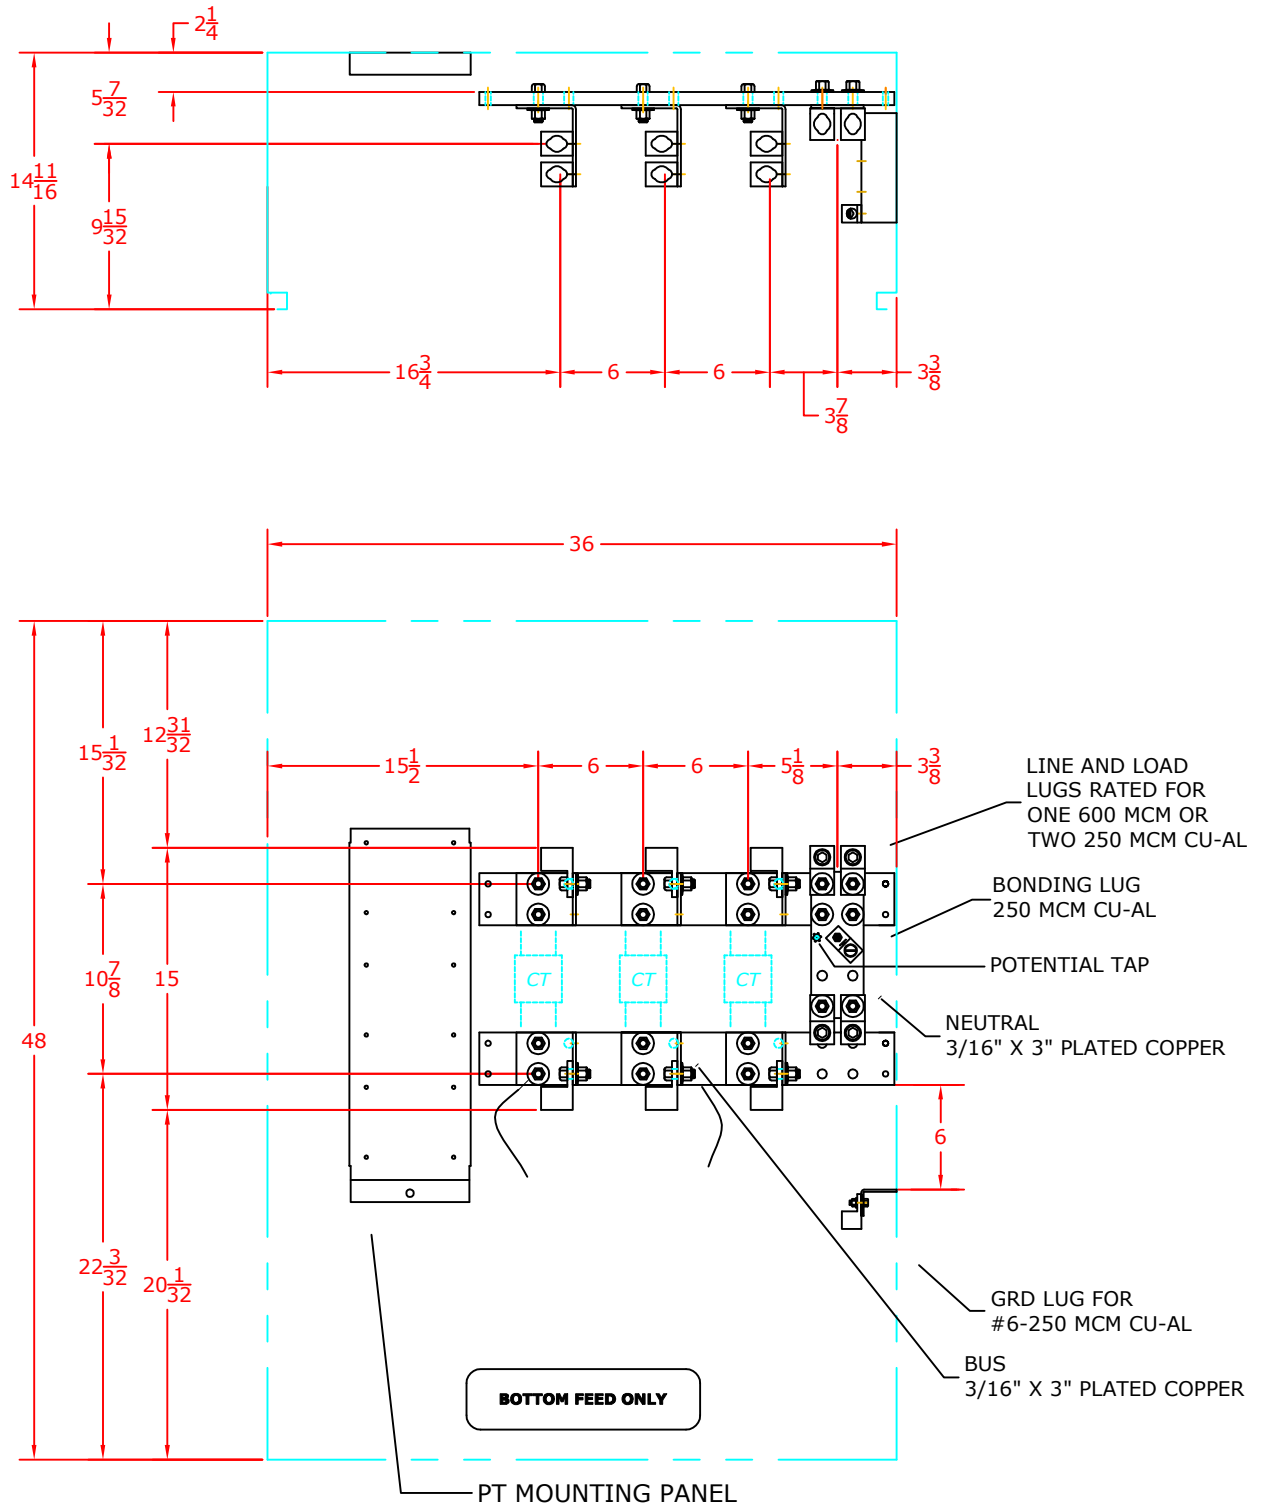 2 1/4
5 7/32
14 11/16
9 15/32
16 3/4
6
6
3 3/8
3 7/8
36
48
15 1/32
12 31/32
15 1/2
6
6
5 1/8
3 3/8
LINE AND LOAD
LUGS RATED FOR
ONE 600 MCM OR
TWO 250 MCM CU-AL
BONDING LUG
250 MCM CU-AL
POTENTIAL TAP
10 7/8
15
CT
CT
CT
NEUTRAL
3/16" X 3" PLATED COPPER
6
22 3/32
20 1/32
GRD LUG FOR
#6-250 MCM CU-AL
BUS
3/16" X 3" PLATED COPPER
BOTTOM FEED ONLY
PT MOUNTING PANEL